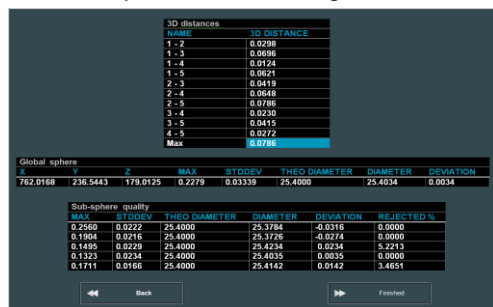 3D distances
NAME 3D DISTANCE
1 - 2 0.0298
1 - 3 0.0696
1 - 4 0.0124
1 - 5 0.0621
2 - 3 0.0419
2 - 4 0.0648
2 - 5 0.0786
3 - 4 0.0230
3 - 5 0.0415
4 - 5 0.0272
Max 0.0786
Global sphere
X Y Z MAX STDDEV THEO DIAMETER DIAMETER DEVIATION
762.0168 236.5443 179.0125 0.2279 0.03339 25.4000 25.4034 0.0034
Sub-sphere quality
MAX STDDEV THEO DIAMETER DIAMETER DEVIATION REJECTED %
0.2560 0.0222 25.4000 25.3784 -0.0316 0.0000
0.1904 0.0216 25.4000 25.3726 -0.0274 0.0000
0.1495 0.0229 25.4000 25.4234 0.0234 5.2213
0.1323 0.0234 25.4000 25.4035 0.0035 0.0000
0.1711 0.0166 25.4000 25.4142 0.0142 3.4651
Back Finished